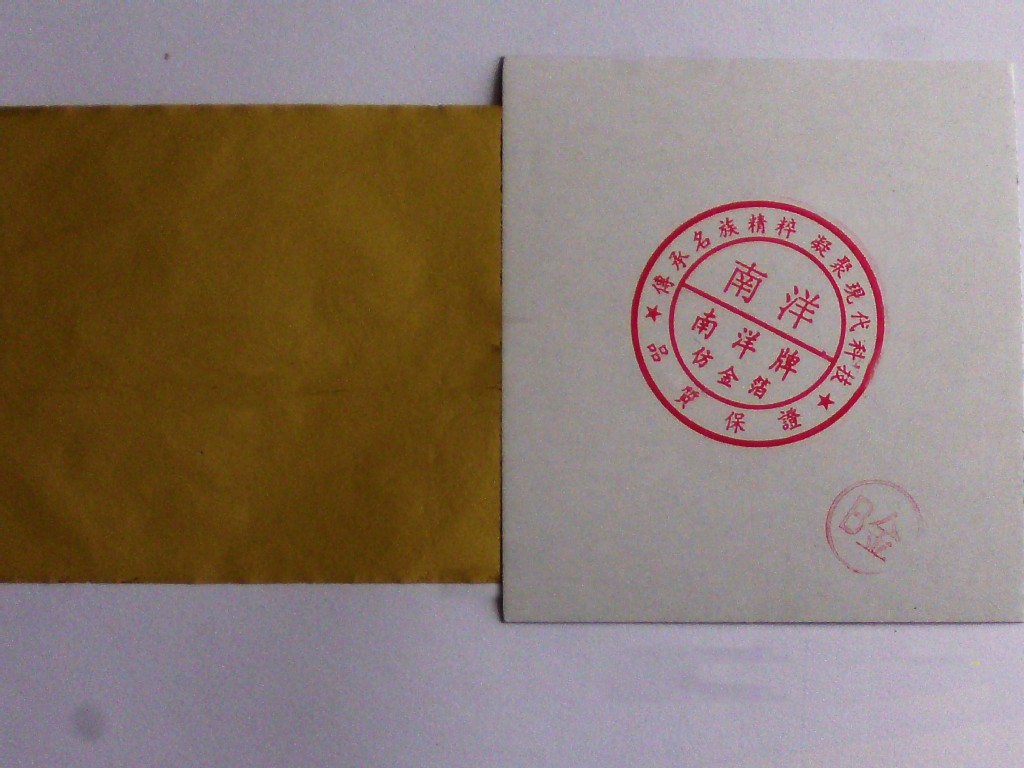 傳承名族精粹 凝聚現代科技
南洋
南洋牌
仿金箔
★品質保證★
B金